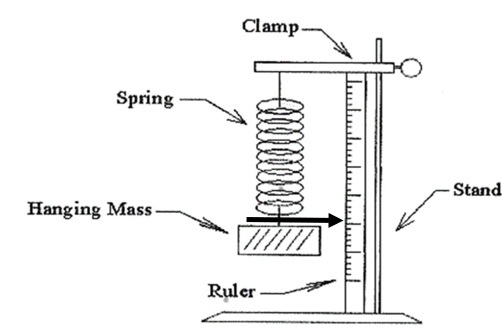 Clamp
Spring
Stand
Hanging Mass
Ruler